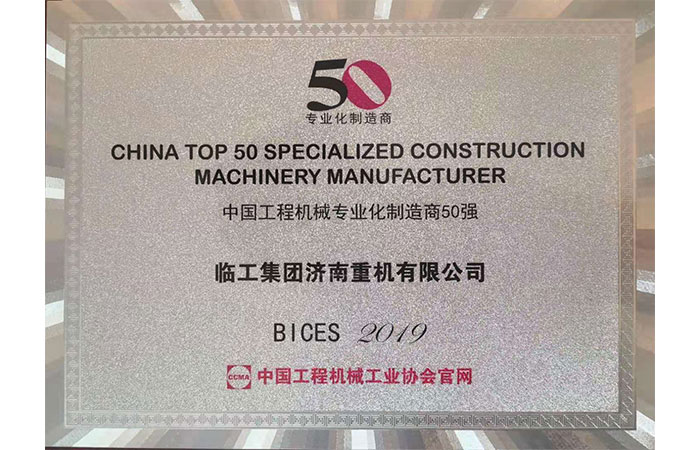 50
专业化制造商
CHINA TOP 50 SPECIALIZED CONSTRUCTION
MACHINERY MANUFACTURER
中国工程机械专业化制造商50强
临工集团济南重机有限公司
BICES 2019
CCMA 中国工程机械工业协会官网